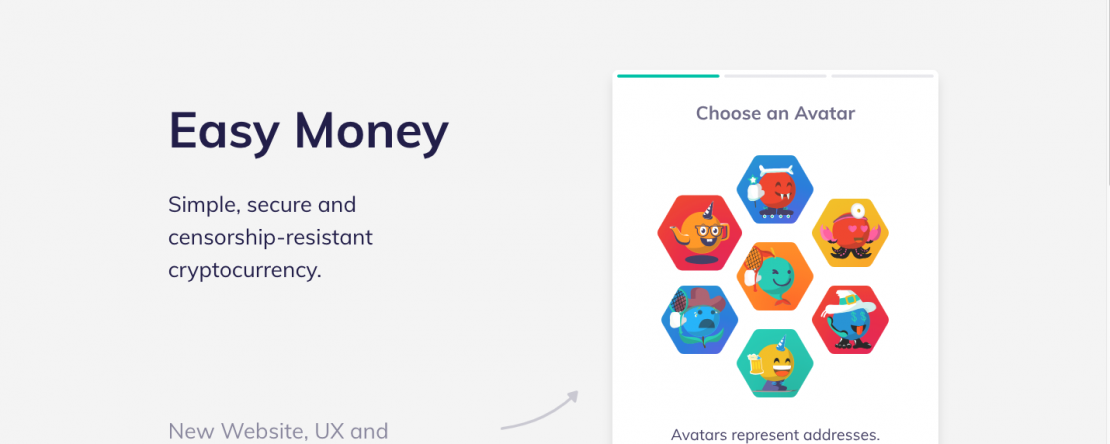 Easy Money
Simple, secure and
censorship-resistant
cryptocurrency.
New Website, UX and
Choose an Avatar
Avatars represent addresses.